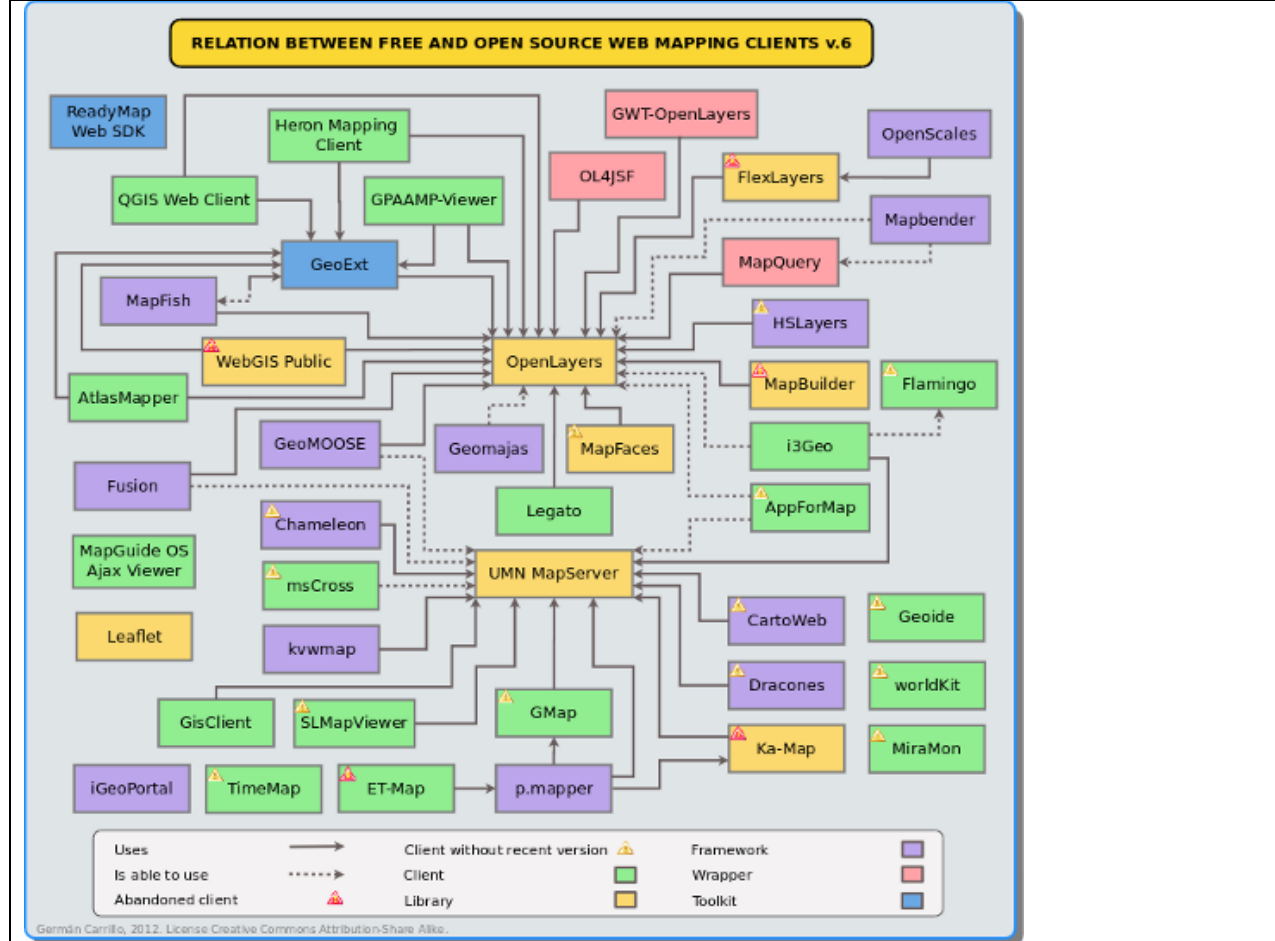 RELATION BETWEEN FREE AND OPEN SOURCE WEB MAPPING CLIENTS v.6
ReadyMap
Web SDK
Heron Mapping
Client
GWT-OpenLayers
OpenScales
OL4JSF
FlexLayers
QGIS Web Client
GPAAMP-Viewer
Mapbender
GeoExt
MapQuery
MapFish
HSLayers
WebGIS Public
OpenLayers
MapBuilder
Flamingo
AtlasMapper
GeoMOOSE
Geomajas
MapFaces
i3Geo
Fusion
Legato
AppForMap
Chameleon
MapGuide OS
Ajax Viewer
msCross
UMN MapServer
Leaflet
kvwmap
CartoWeb
Geoide
Dracones
worldKit
GisClient
SLMapViewer
GMap
Ka-Map
MiraMon
iGeoPortal
TimeMap
ET-Map
p.mapper
Uses
Client without recent version
Framework
Is able to use
Client
Wrapper
Abandoned client
Library
Toolkit
Germán Carrillo, 2012. License Creative Commons Attribution-Share Alike.